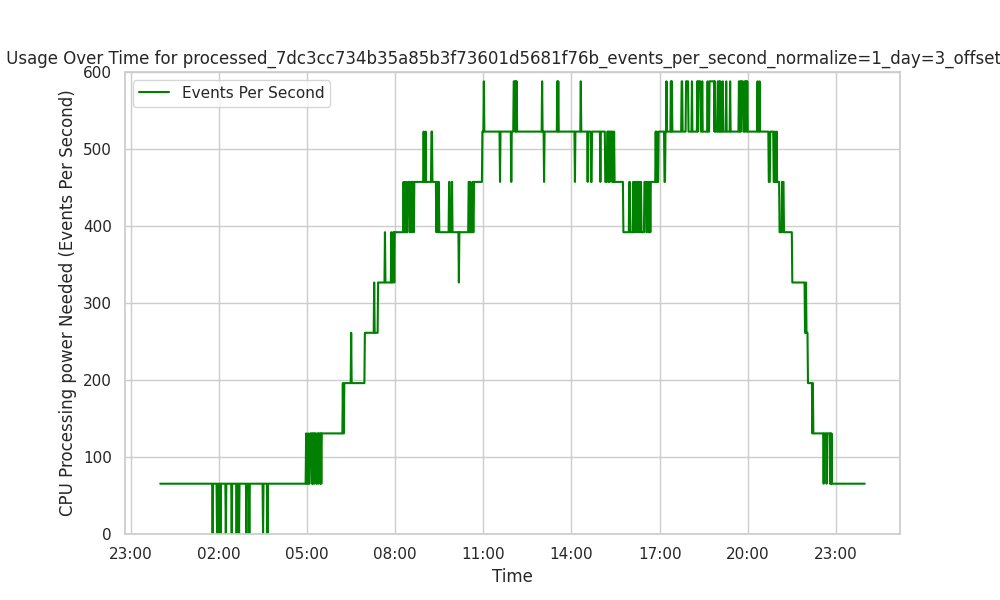 Usage Over Time for processed_7dc3cc734b35a85b3f73601d5681f76b_events_per_second_normalize=1_day=3_offset
Events Per Second
CPU Processing power Needed (Events Per Second)
600
500
400
300
200
100
0
23:00 02:00 05:00 08:00 11:00 14:00 17:00 20:00 23:00
Time